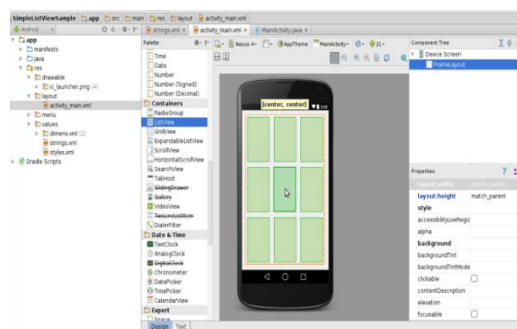 SimpleListViewSample
app
src
main
res
layout
activity_main.xml
Android
app
manifests
java
res
drawable
ic_launcher.png (4)
layout
activity_main.xml
menu
values
dimens.xml (2)
strings.xml
styles.xml
Gradle Scripts
strings.xml
activity_main.xml
MainActivity.java
Palette
Time
Date
Number
Number (Signed)
Number (Decimal)
Containers
RadioGroup
ListView
GridView
ExpandableListView
ScrollView
HorizontalScrollView
SearchView
TabHost
SlidingDrawer
Gallery
VideoView
TwoLineListItem
DialerFilter
Date & Time
TextClock
AnalogClock
DigitalClock
Chronometer
DatePicker
TimePicker
CalendarView
Expert
Space
Design
Text
Nexus 4
AppTheme
MainActivity
21
[center, center]
Component Tree
Device Screen
FrameLayout
Properties
layout:width match_parent
layout:height match_parent
style
accessibilityLiveRegic
alpha
background
backgroundTint
backgroundTintMode
clickable
contentDescription
elevation
focusable